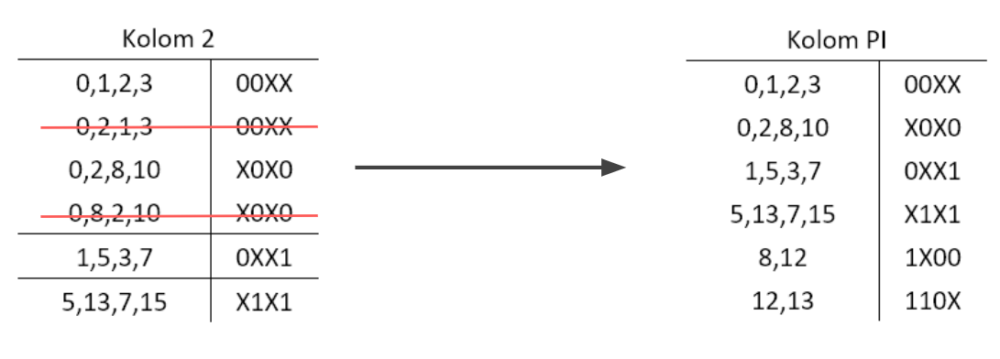 Kolom 2
0,1,2,3 00XX
0,2,1,3 00XX
0,2,8,10 X0X0
0,8,2,10 X0X0
1,5,3,7 0XX1
5,13,7,15 X1X1
Kolom PI
0,1,2,3 00XX
0,2,8,10 X0X0
1,5,3,7 0XX1
5,13,7,15 X1X1
8,12 1X00
12,13 110X